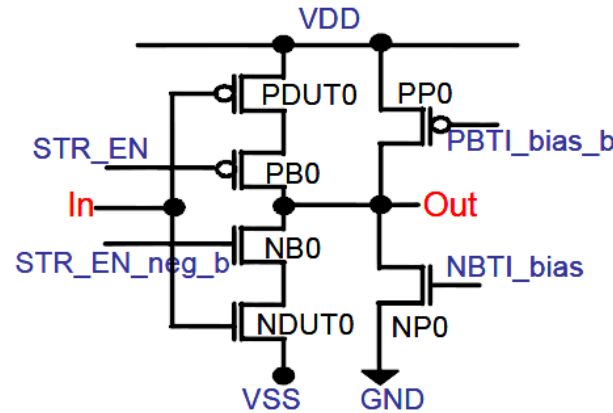 VDD
PDUT0
PP0
STR_EN
PBTI_bias_b
PB0
In
Out
NB0
STR_EN_neg_b
NBTI_bias
NDUT0
NP0
VSS
GND